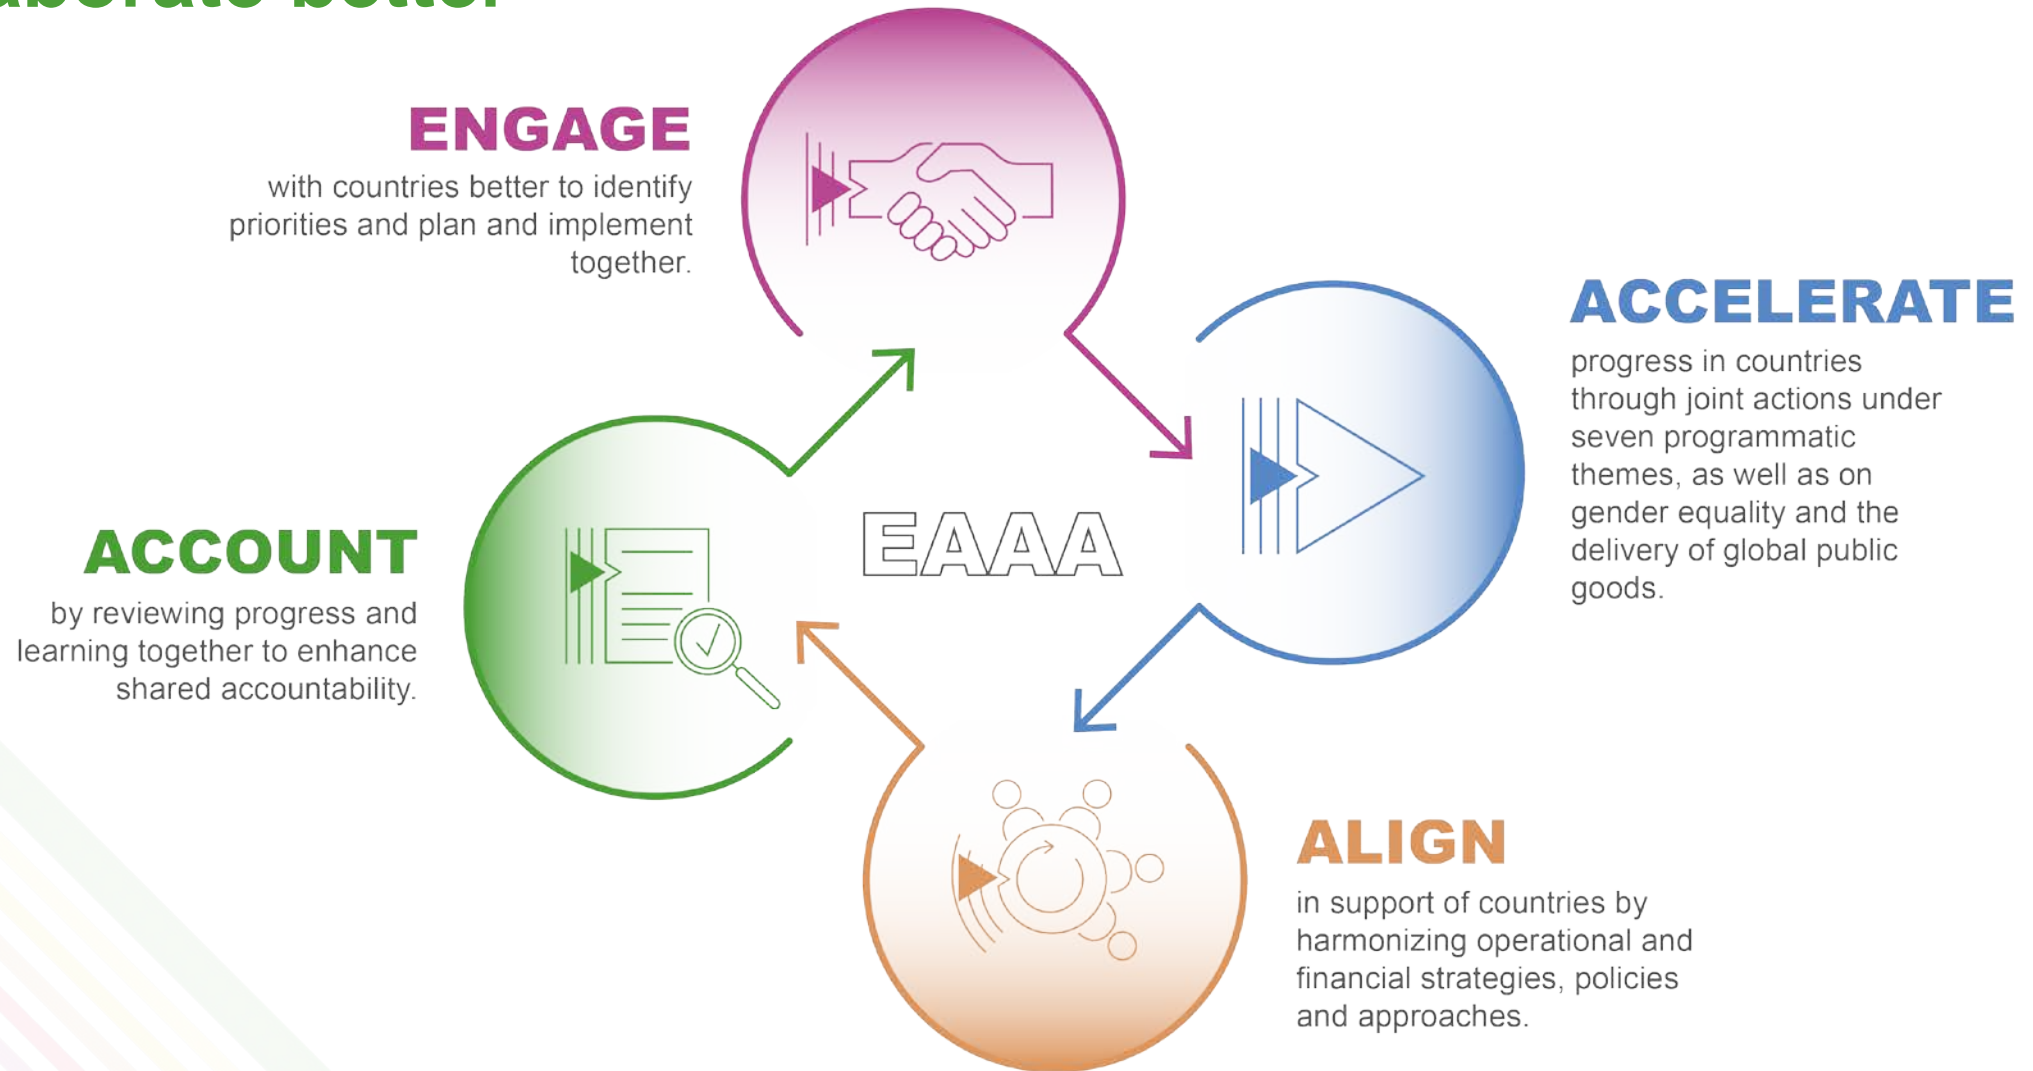 better
ENGAGE
with countries better to identify
priorities and plan and implement
together.
ACCELERATE
progress in countries
through joint actions under
seven programmatic
themes, as well as on
gender equality and the
delivery of global public
goods.
EAAA
ACCOUNT
by reviewing progress and
learning together to enhance
shared accountability.
ALIGN
in support of countries by
harmonizing operational and
financial strategies, policies
and approaches.